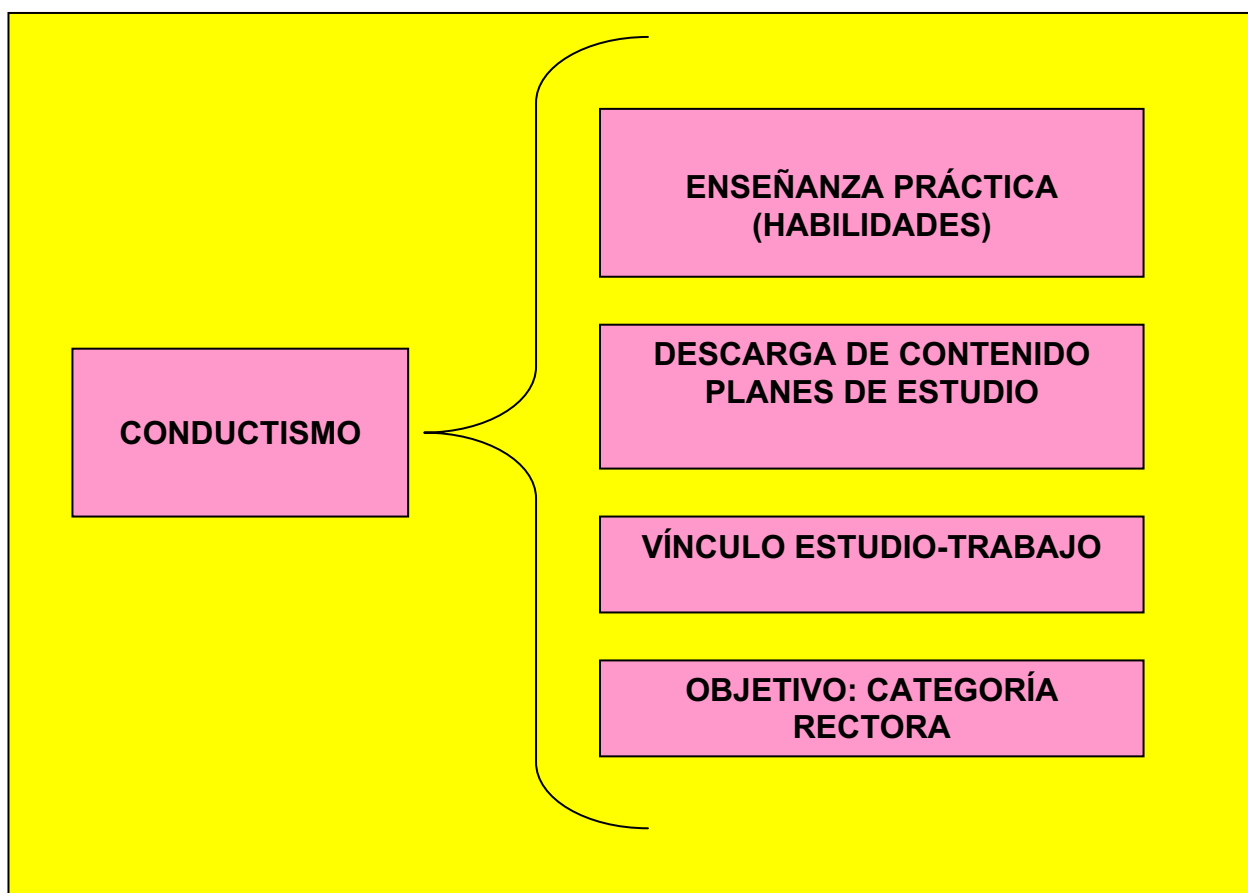 CONDUCTISMO
ENSEÑANZA PRÁCTICA
(HABILIDADES)
DESCARGA DE CONTENIDO
PLANES DE ESTUDIO
VÍNCULO ESTUDIO-TRABAJO
OBJETIVO: CATEGORÍA
RECTORA